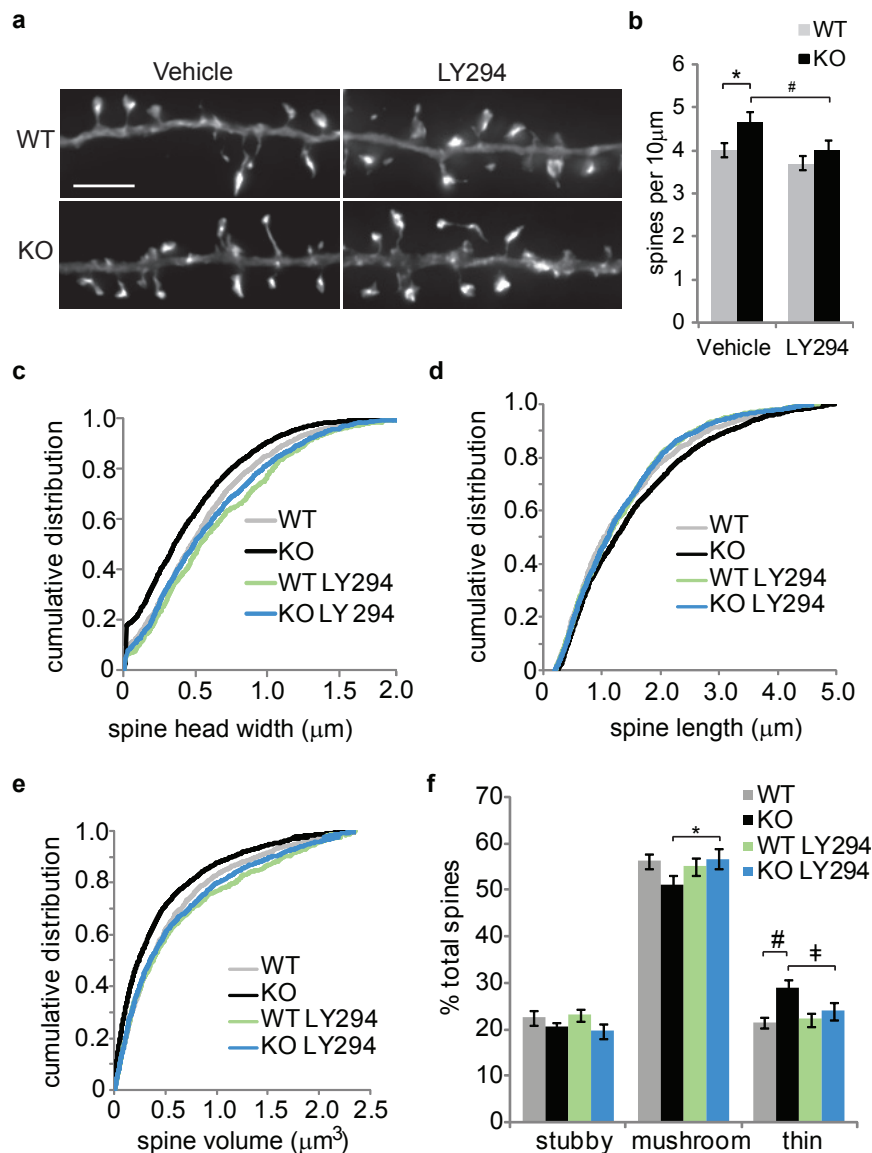 a
Vehicle
LY294
WT
KO
b
WT
KO
*
#
spines per 10μm
6
5
4
3
2
1
0
Vehicle LY294
c
cumulative distribution
1.0
0.8
0.6
0.4
0.2
0
WT
KO
WT LY294
KO LY 294
0 0.5 1.0 1.5 2.0
spine head width (μm)
d
cumulative distribution
1.0
0.8
0.6
0.4
0.2
0
WT
KO
WT LY294
KO LY294
0 1.0 2.0 3.0 4.0 5.0
spine length (μm)
e
cumulative distribution
1.0
0.8
0.6
0.4
0.2
0
WT
KO
WT LY294
KO LY294
0 0.5 1.0 1.5 2.0 2.5
spine volume (μm³)
f
% total spines
70
60
50
40
30
20
10
0
WT
KO
WT LY294
KO LY294
*
# ǂ
stubby mushroom thin